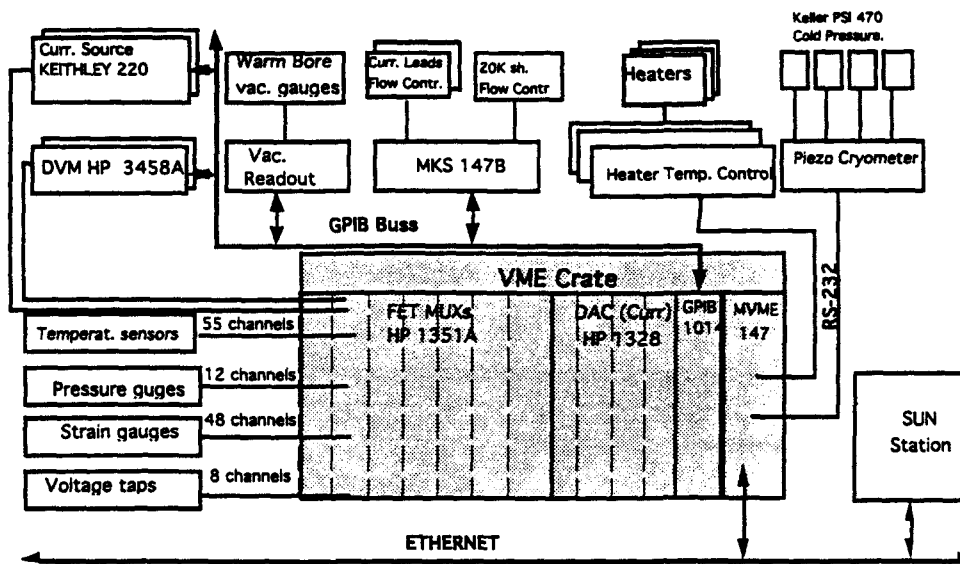 Keller PSI 470
Cold Pressure.
Curr. Source
KEITHLEY 220
Warm Bore
vac. gauges
Curr. Leads
Flow Contr.
20K sh.
Flow Contr
Heaters
DVM HP 3458A
Vac.
Readout
MKS 147B
Heater Temp. Control
Piezo Cryometer
GPIB Buss
RS-232
VME Crate
FET MUXs
HP 1351A
DAC (Curr)
HP 1328
GPIB
1014
MVME
147
Temperat. sensors
55 channels
Pressure guges
12 channels
Strain gauges
48 channels
Voltage taps
8 channels
SUN
Station
ETHERNET